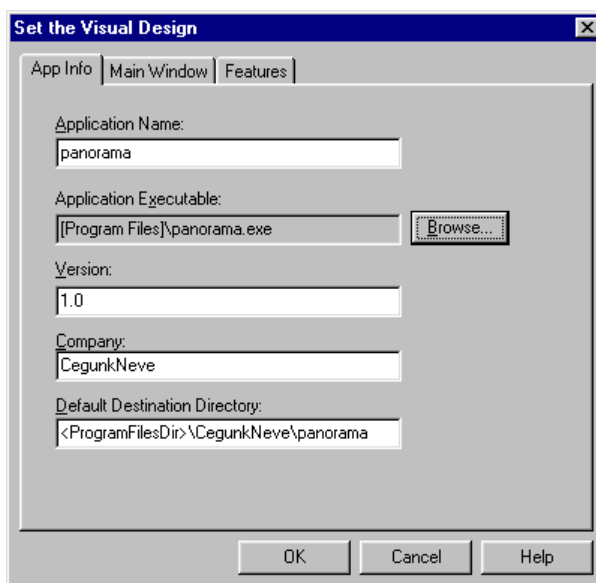 Set the Visual Design
App Info Main Window Features
Application Name:
panorama
Application Executable:
[Program Files]\panorama.exe Browse...
Version:
1.0
Company:
CegunkNeve
Default Destination Directory:
<ProgramFilesDir>\CegunkNeve\panorama
OK Cancel Help